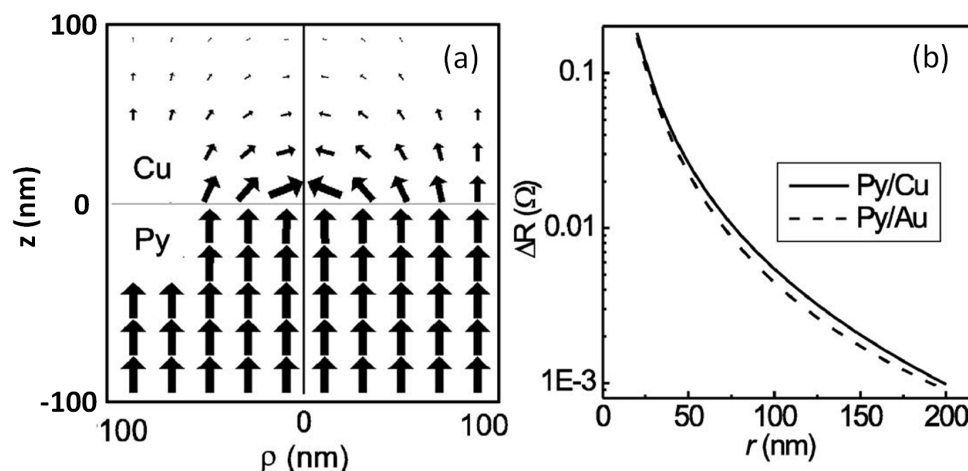 100
(a)
z (nm)
Cu
0
Py
-100
100
0
100
ρ (nm)
(b)
0.1
0.01
1E-3
ΔR (Ω)
Py/Cu
Py/Au
0
50
100
150
200
r (nm)